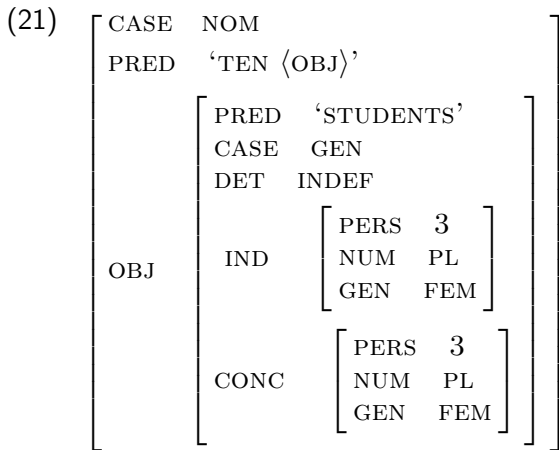 (21)
CASE NOM
PRED ‘TEN ⟨OBJ⟩’
PRED ‘STUDENTS’
CASE GEN
DET INDEF
PERS 3
OBJ IND NUM PL
GEN FEM
PERS 3
CONC NUM PL
GEN FEM